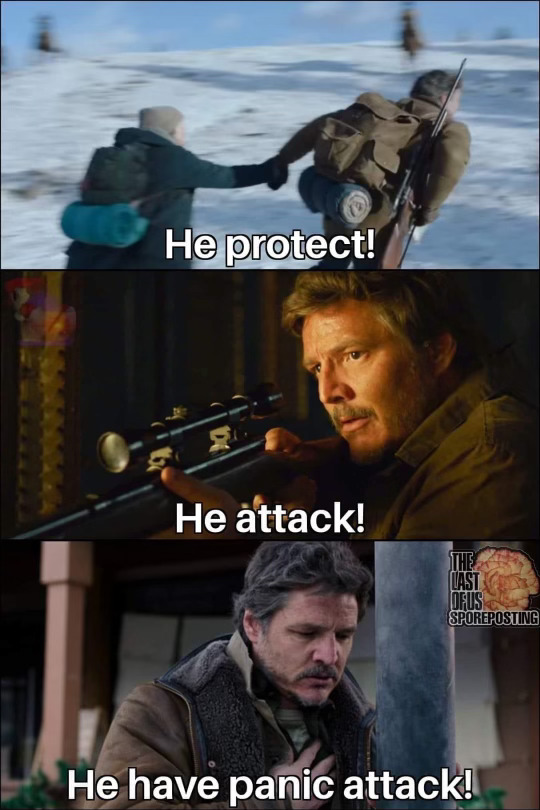 He protect!
He attack!
THE
LAST
OF US
SPOREPOSTING
He have panic attack!